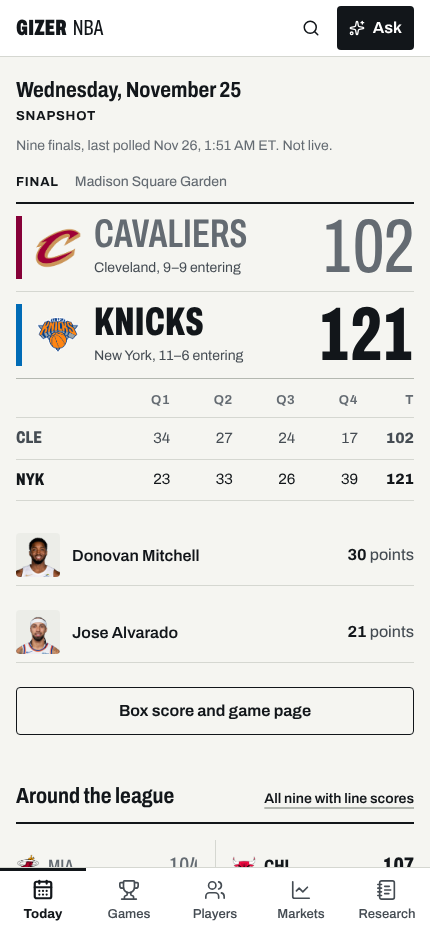 GIZER NBA
Ask
Wednesday, November 25
SNAPSHOT
Nine finals, last polled Nov 26, 1:51 AM ET. Not live.
FINAL Madison Square Garden
CAVALIERS 102
Cleveland, 9–9 entering
KNICKS 121
New York, 11–6 entering
Q1 Q2 Q3 Q4 T
CLE 34 27 24 17 102
NYK 23 33 26 39 121
Donovan Mitchell 30 points
Jose Alvarado 21 points
Box score and game page
Around the league All nine with line scores
MIA 104 CHI 107
Today Games Players Markets Research